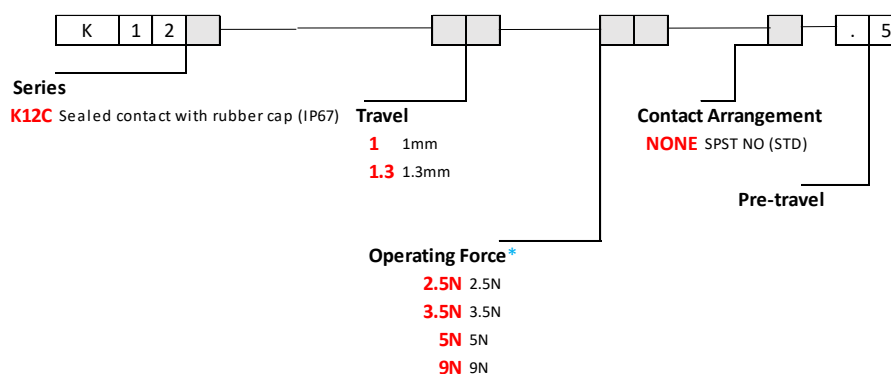 K 1 2 . 5
Series
K12C Sealed contact with rubber cap (IP67)
Travel
1 1mm
1.3 1.3mm
Contact Arrangement
NONE SPST NO (STD)
Pre-travel
Operating Force*
2.5N 2.5N
3.5N 3.5N
5N 5N
9N 9N